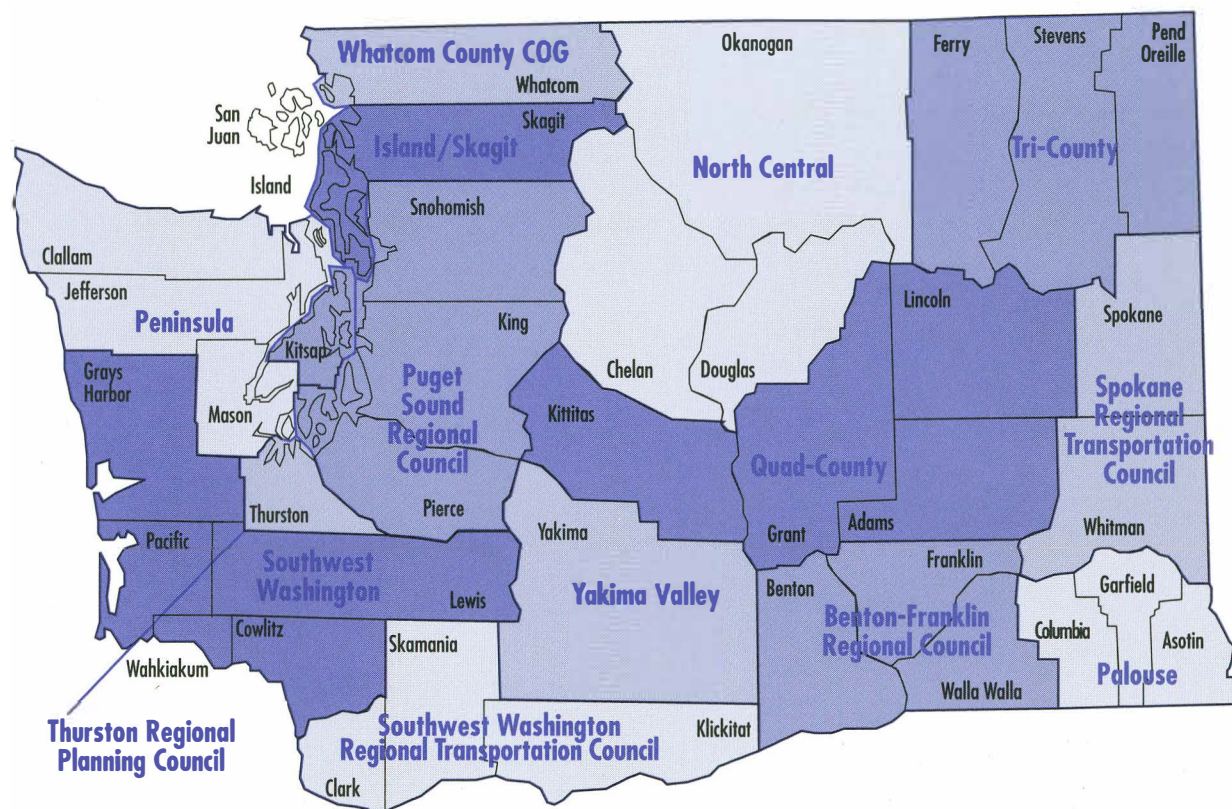 Whatcom County COG
Whatcom
Okanogan
Ferry
Stevens
Pend
Oreille
San
Juan
Skagit
Island/Skagit
Island
North Central
Tri-County
Snohomish
Clallam
Jefferson
Peninsula
King
Kitsap
Lincoln
Spokane
Grays
Harbor
Mason
Puget
Sound
Regional
Council
Chelan
Douglas
Kittitas
Spokane
Regional
Transportation
Council
Quad-County
Thurston
Pierce
Yakima
Grant
Adams
Whitman
Pacific
Southwest
Washington
Lewis
Yakima Valley
Benton
Franklin
Benton-Franklin
Regional Council
Garfield
Columbia
Asotin
Palouse
Walla Walla
Wahkiakum
Cowlitz
Skamania
Thurston Regional
Planning Council
Southwest Washington
Regional Transportation Council
Klickitat
Clark